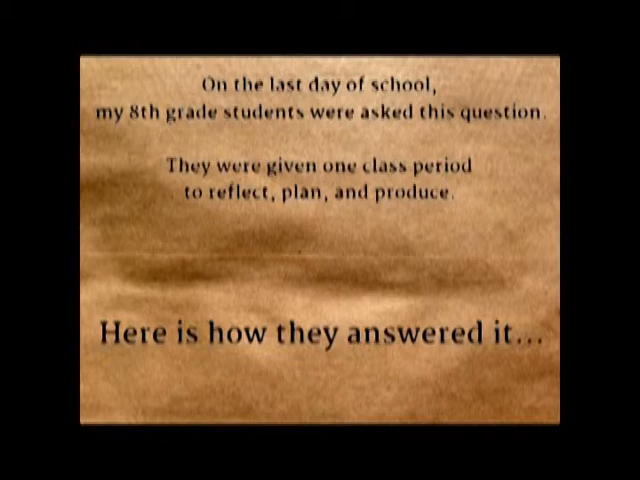 On the last day of school,
my 8th grade students were asked this question.
They were given one class period
to reflect, plan, and produce.
Here is how they answered it...